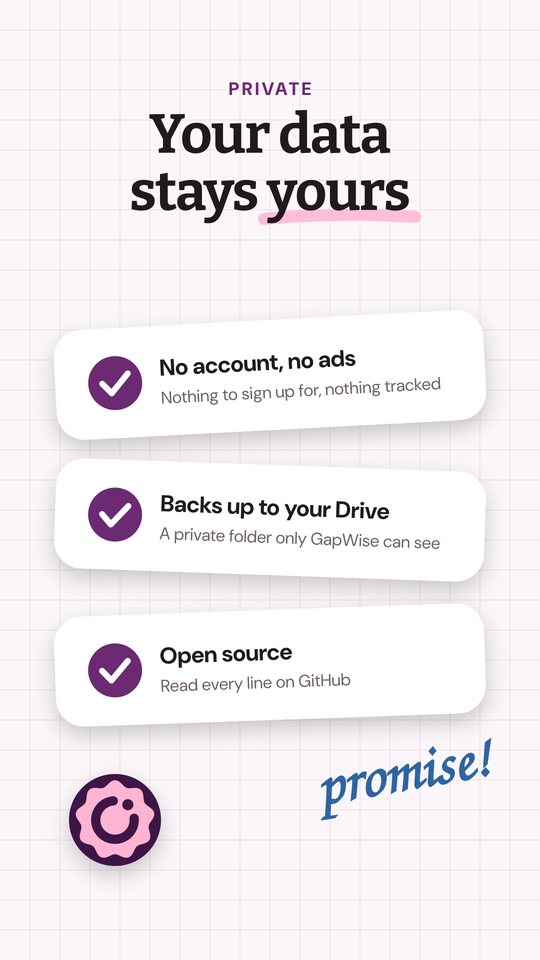 PRIVATE
Your data
stays yours
No account, no ads
Nothing to sign up for, nothing tracked
Backs up to your Drive
A private folder only GapWise can see
Open source
Read every line on GitHub
promise!